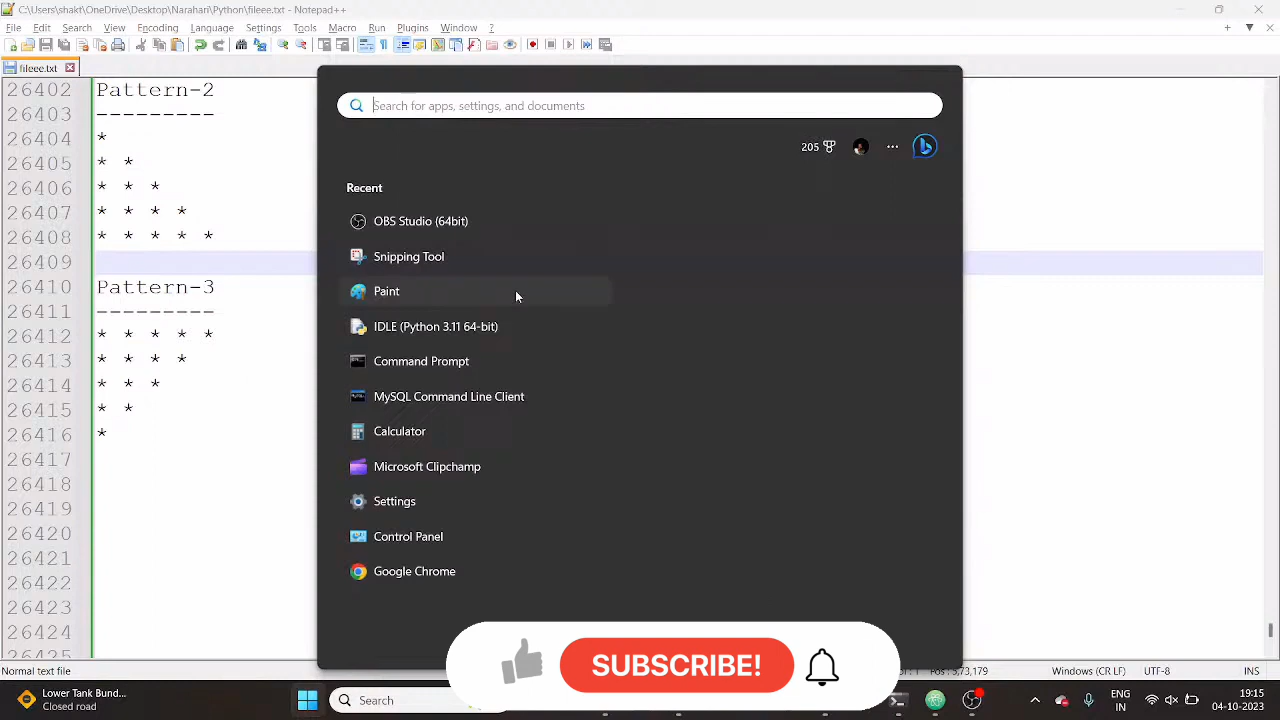 C:\Users\shakt\OneDrive\Desktop\Narahari\Python\fileee.txt - Notepad++
File Edit Search View Encoding Language Settings Tools Macro Run Plugins Window ?
fileee.txt
26402 Pattern-2
26403 ---------
26404 *
26405 * *
26406 * * *
26407 * * * *
26408 * * * * *
26409
26410 Pattern-3
26411 ---------
26412 * * * * *
26413 * * * *
26414 * * *
26415 * *
26416 *
26417
26418
26419
26420
26421
26422
26423
26424
Search for apps, settings, and documents
205
Recent
OBS Studio (64bit)
Snipping Tool
Paint
IDLE (Python 3.11 64-bit)
Command Prompt
MySQL Command Line Client
Calculator
Microsoft Clipchamp
Settings
Control Panel
Google Chrome
SUBSCRIBE!
Normal text file
Windows (CR LF) UTF-8 INS
Lower Tank Bund...
Closed road
Search
ENG
IN
19:15
04-10-2023